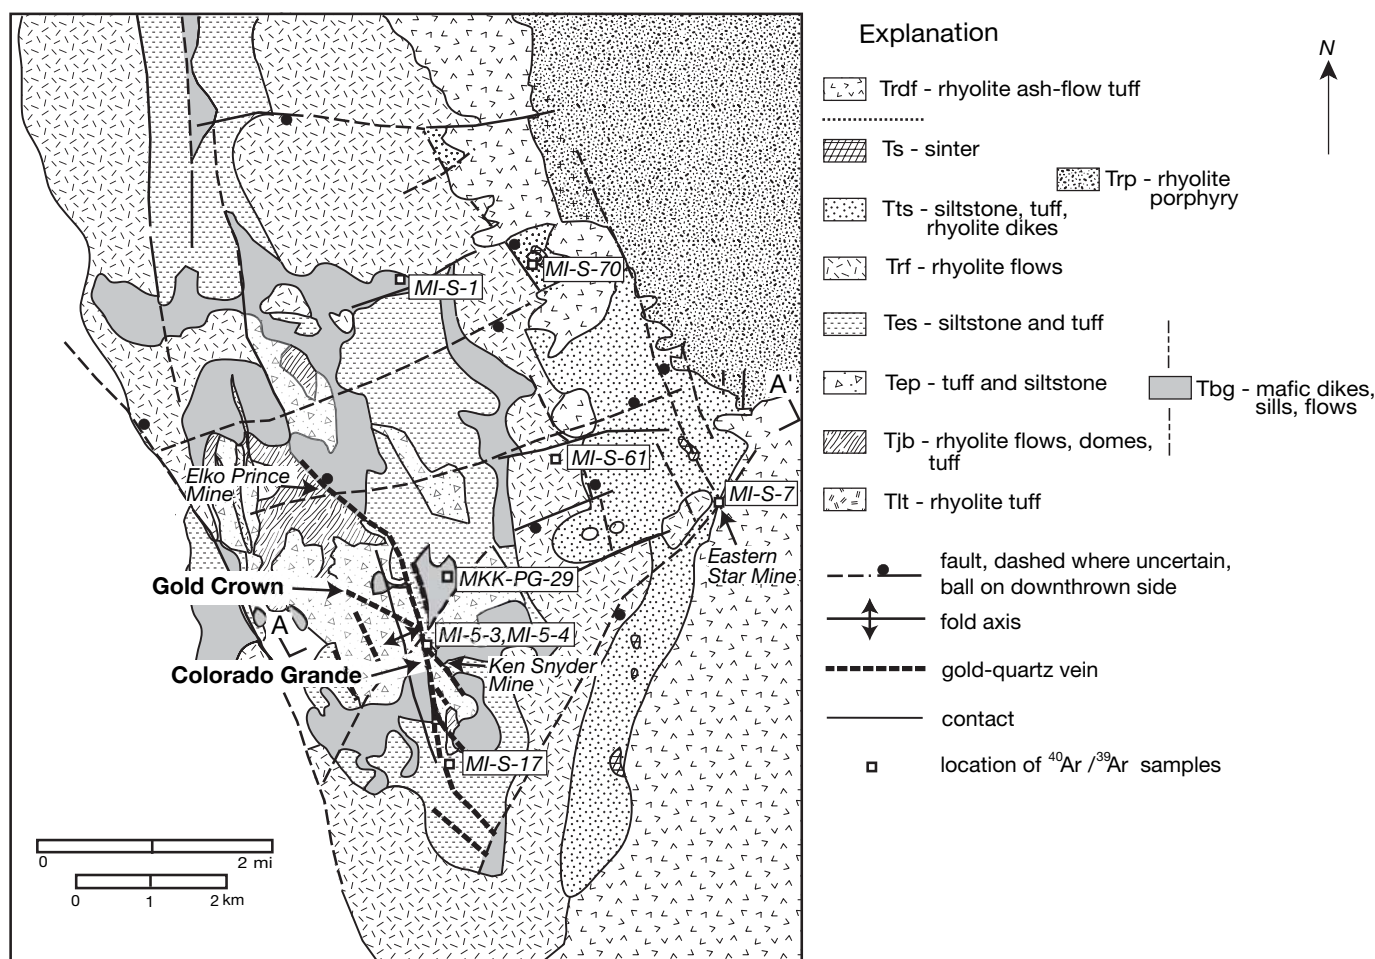 Explanation
N
Trdf - rhyolite ash-flow tuff
Ts - sinter
Trp - rhyolite
porphyry
Tts - siltstone, tuff,
rhyolite dikes
Trf - rhyolite flows
Tes - siltstone and tuff
Tep - tuff and siltstone
Tbg - mafic dikes,
sills, flows
Tjb - rhyolite flows, domes,
tuff
Tlt - rhyolite tuff
fault, dashed where uncertain,
ball on downthrown side
fold axis
gold-quartz vein
contact
location of 40Ar /39Ar samples
MI-S-70
MI-S-1
A'
MI-S-61
Elko Prince
Mine
MI-S-7
Eastern
Star Mine
MKK-PG-29
Gold Crown
A
MI-5-3,MI-5-4
Ken Snyder
Mine
Colorado Grande
MI-S-17
0 2 mi
0 1 2 km